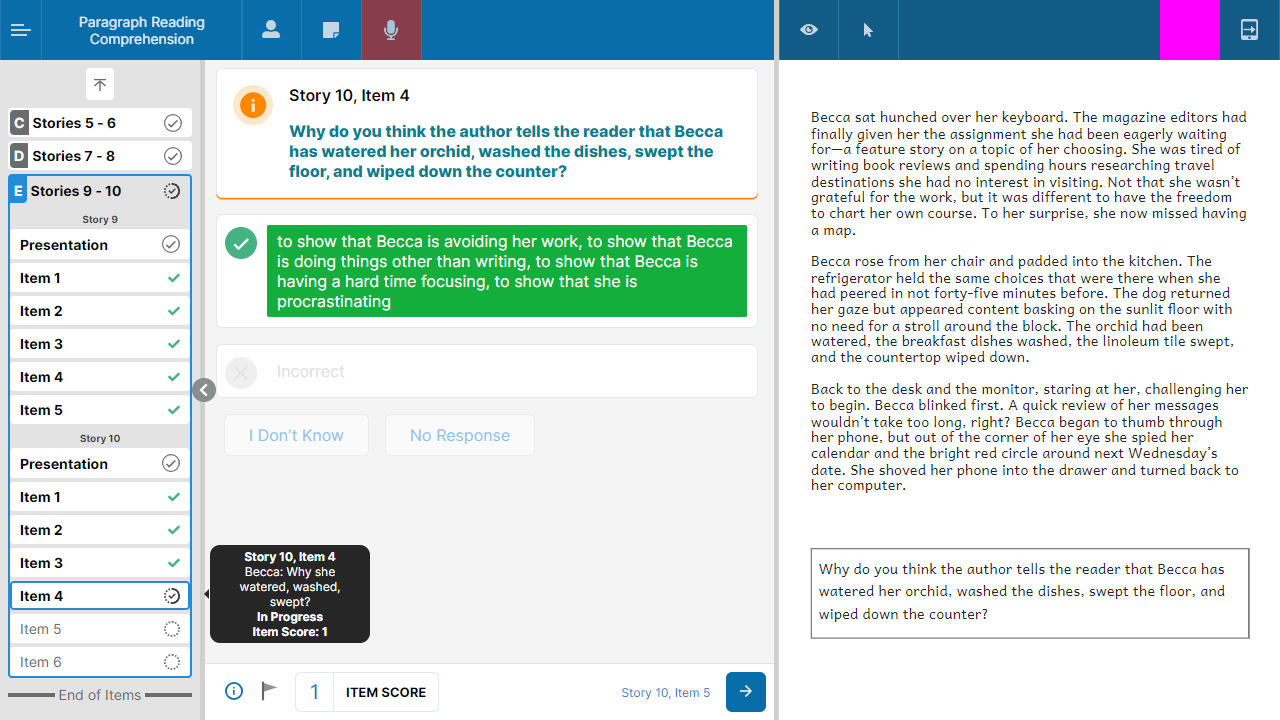 Paragraph Reading
Comprehension
C Stories 5 - 6
D Stories 7 - 8
E Stories 9 - 10
Story 9
Presentation
Item 1
Item 2
Item 3
Item 4
Item 5
Story 10
Presentation
Item 1
Item 2
Item 3
Item 4
Item 5
Item 6
End of Items
Story 10, Item 4
Why do you think the author tells the reader that Becca
has watered her orchid, washed the dishes, swept the
floor, and wiped down the counter?
to show that Becca is avoiding her work, to show that Becca
is doing things other than writing, to show that Becca is
having a hard time focusing, to show that she is
procrastinating
Incorrect
I Don't Know
No Response
Story 10, Item 4
Becca: Why she
watered, washed,
swept?
In Progress
Item Score: 1
1 ITEM SCORE
Story 10, Item 5
Becca sat hunched over her keyboard. The magazine editors had
finally given her the assignment she had been eagerly waiting
for—a feature story on a topic of her choosing. She was tired of
writing book reviews and spending hours researching travel
destinations she had no interest in visiting. Not that she wasn't
grateful for the work, but it was different to have the freedom
to chart her own course. To her surprise, she now missed having
a map.
Becca rose from her chair and padded into the kitchen. The
refrigerator held the same choices that were there when she
had peered in not forty-five minutes before. The dog returned
her gaze but appeared content basking on the sunlit floor with
no need for a stroll around the block. The orchid had been
watered, the breakfast dishes washed, the linoleum tile swept,
and the countertop wiped down.
Back to the desk and the monitor, staring at her, challenging her
to begin. Becca blinked first. A quick review of her messages
wouldn't take too long, right? Becca began to thumb through
her phone, but out of the corner of her eye she spied her
calendar and the bright red circle around next Wednesday's
date. She shoved her phone into the drawer and turned back to
her computer.
Why do you think the author tells the reader that Becca has
watered her orchid, washed the dishes, swept the floor, and
wiped down the counter?